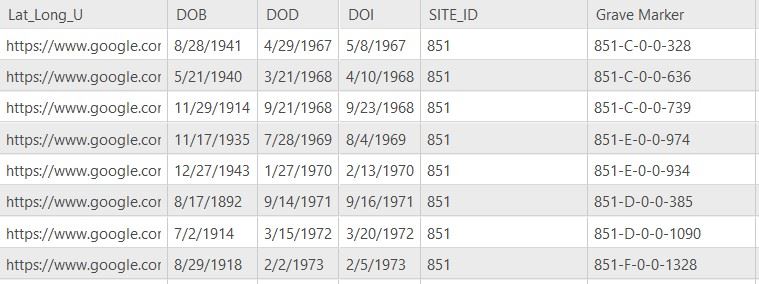 Lat_Long_U DOB DOD DOI SITE_ID Grave Marker
https://www.google.cor 8/28/1941 4/29/1967 5/8/1967 851 851-C-0-0-328
https://www.google.cor 5/21/1940 3/21/1968 4/10/1968 851 851-C-0-0-636
https://www.google.cor 11/29/1914 9/21/1968 9/23/1968 851 851-C-0-0-739
https://www.google.cor 11/17/1935 7/28/1969 8/4/1969 851 851-E-0-0-974
https://www.google.cor 12/27/1943 1/27/1970 2/13/1970 851 851-E-0-0-934
https://www.google.cor 8/17/1892 9/14/1971 9/16/1971 851 851-D-0-0-385
https://www.google.cor 7/2/1914 3/15/1972 3/20/1972 851 851-D-0-0-1090
https://www.google.cor 8/29/1918 2/2/1973 2/5/1973 851 851-F-0-0-1328